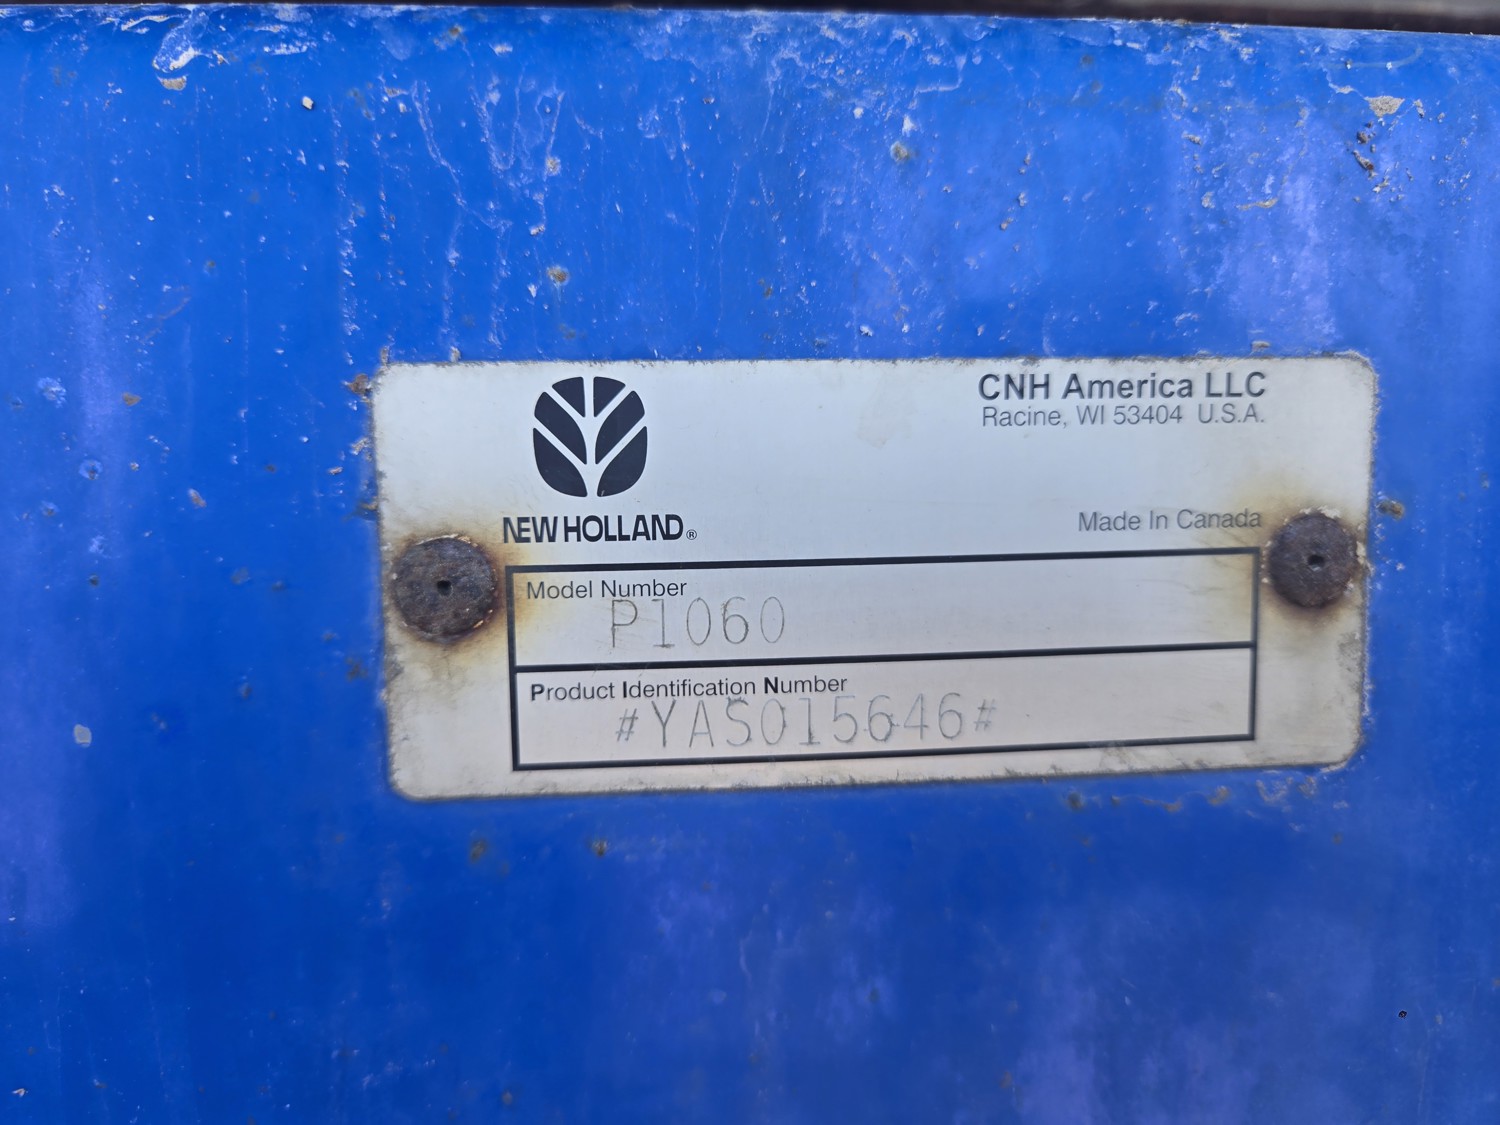 CNH America LLC
Racine, WI 53404 U.S.A.
NEW HOLLAND®
Made In Canada
Model Number
P1060
Product Identification Number
#YAS015646#